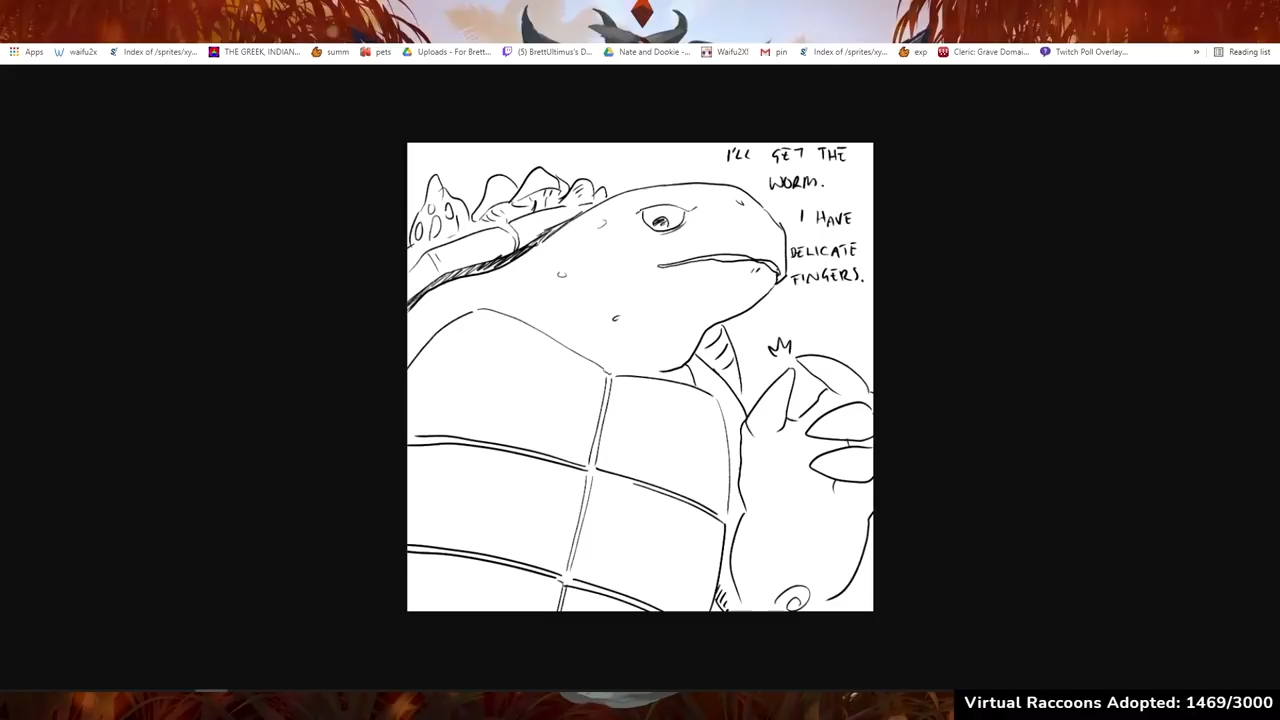 Apps waifu2x Index of /sprites/xy... THE GREEK, INDIAN... summ pets Uploads - For Brett... (5) BrettUltimus's D... Nate and Dookie -... Waifu2X! pin Index of /sprites/xy... exp Cleric: Grave Domai... Twitch Poll Overlay... » Reading list
I'LL GET THE
WORM.
I HAVE
DELICATE
FINGERS.
Virtual Raccoons Adopted: 1469/3000